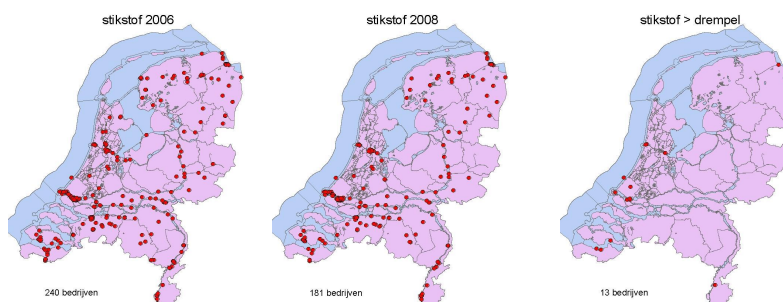 stikstof 2006
stikstof 2008
stikstof > drempel
240 bedrijven
181 bedrijven
13 bedrijven